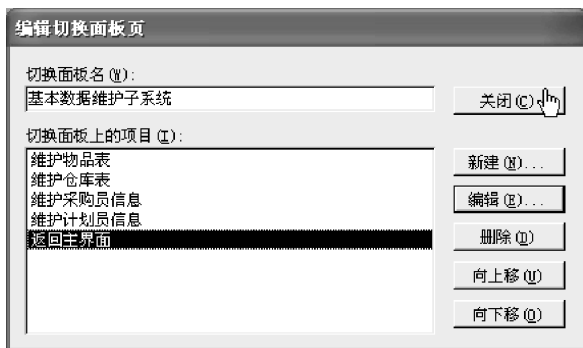 编辑切换面板页
切换面板名(W):
基本数据维护子系统
关闭(C)
切换面板上的项目(I):
维护物品表
维护仓库表
维护采购员信息
维护计划员信息
返回主界面
新建(N)...
编辑(E)...
删除(D)
向上移(U)
向下移(O)